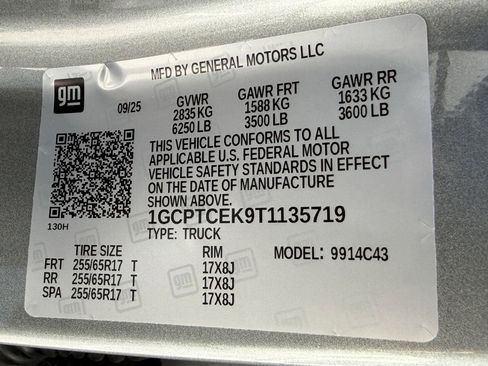 MFD BY GENERAL MOTORS LLC
gm
09/25 GVWR GAWR FRT GAWR RR
2835 KG 1588 KG 1633 KG
6250 LB 3500 LB 3600 LB
THIS VEHICLE CONFORMS TO ALL
APPLICABLE U.S. FEDERAL MOTOR
VEHICLE SAFETY STANDARDS IN EFFECT
ON THE DATE OF MANUFACTURE
SHOWN ABOVE.
130H
1GCPTCEK9T1135719
TYPE: TRUCK
TIRE SIZE RIM MODEL: 9914C43
FRT 255/65R17 T 17X8J
RR 255/65R17 T 17X8J
SPA 255/65R17 T 17X8J